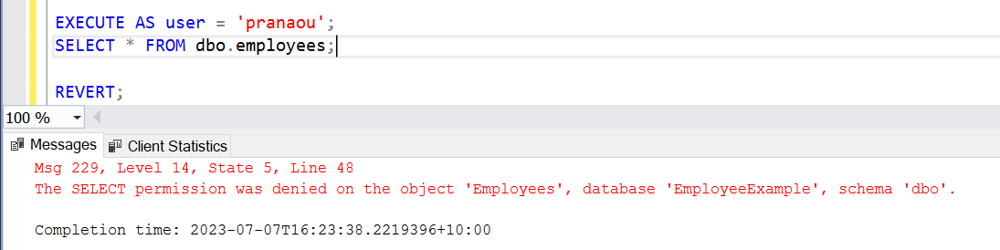 EXECUTE AS user = 'pranaou';
SELECT * FROM dbo.employees;
REVERT;
100 %
Messages Client Statistics
Msg 229, Level 14, State 5, Line 48
The SELECT permission was denied on the object 'Employees', database 'EmployeeExample', schema 'dbo'.
Completion time: 2023-07-07T16:23:38.2219396+10:00